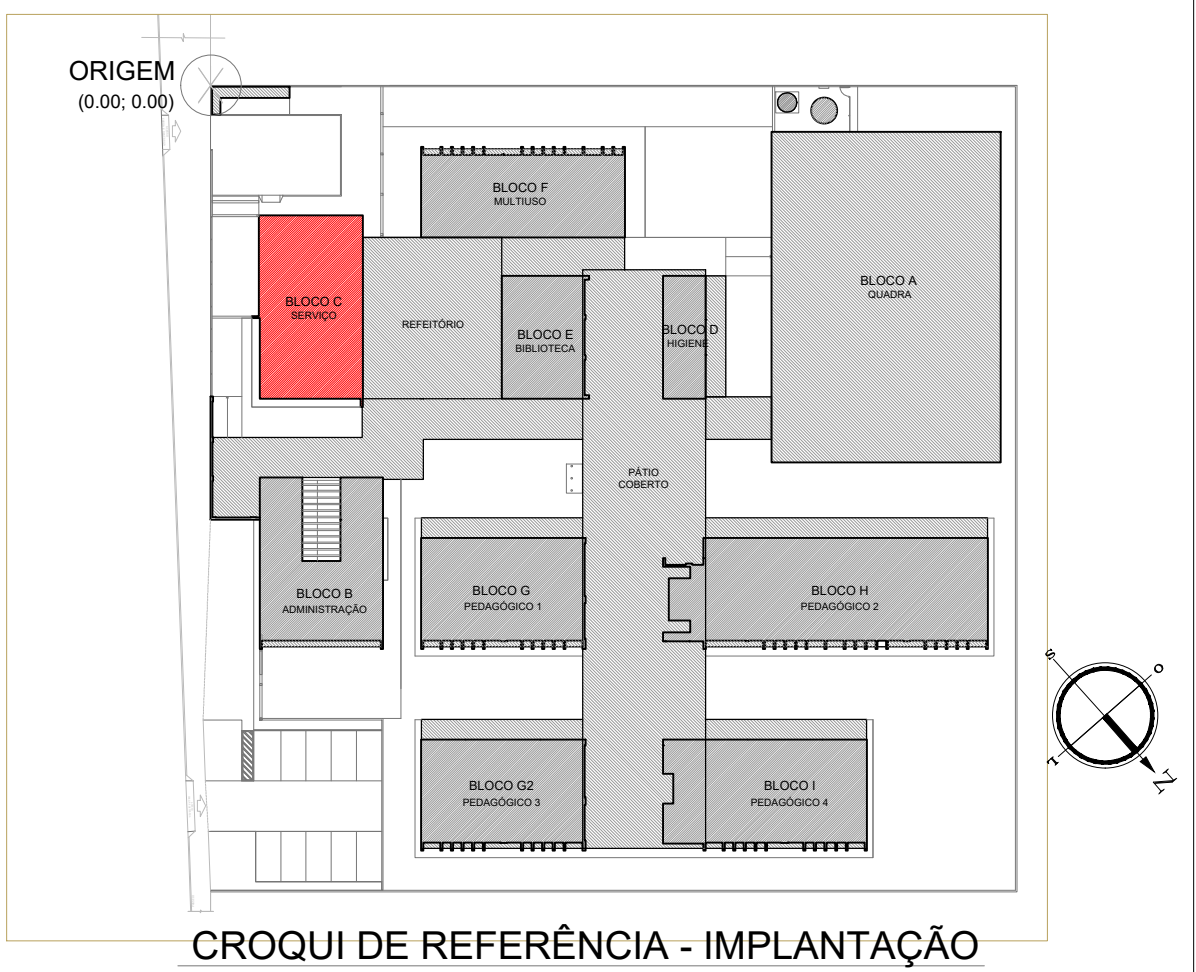 ORIGEM
(0.00; 0.00)
BLOCO F
MULTIUSO
BLOCO A
QUADRA
BLOCO C
SERVIÇO
REFEITÓRIO
BLOCO E
BIBLIOTECA
BLOCO D
HIGIENE
PÁTIO
COBERTO
BLOCO B
ADMINISTRAÇÃO
BLOCO G
PEDAGÓGICO 1
BLOCO H
PEDAGÓGICO 2
S
O
L
N
BLOCO G2
PEDAGÓGICO 3
BLOCO I
PEDAGÓGICO 4
CROQUI DE REFERÊNCIA - IMPLANTAÇÃO